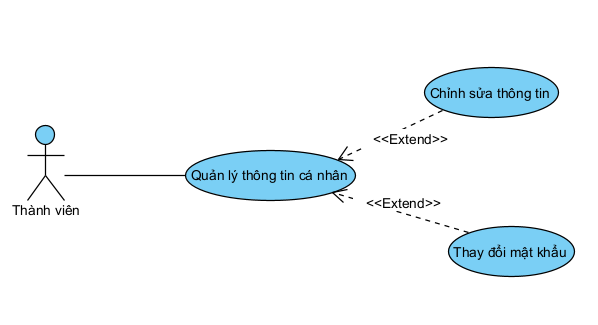 Chỉnh sửa thông tin
<<Extend>>
Quản lý thông tin cá nhân
<<Extend>>
Thành viên
Thay đổi mật khẩu